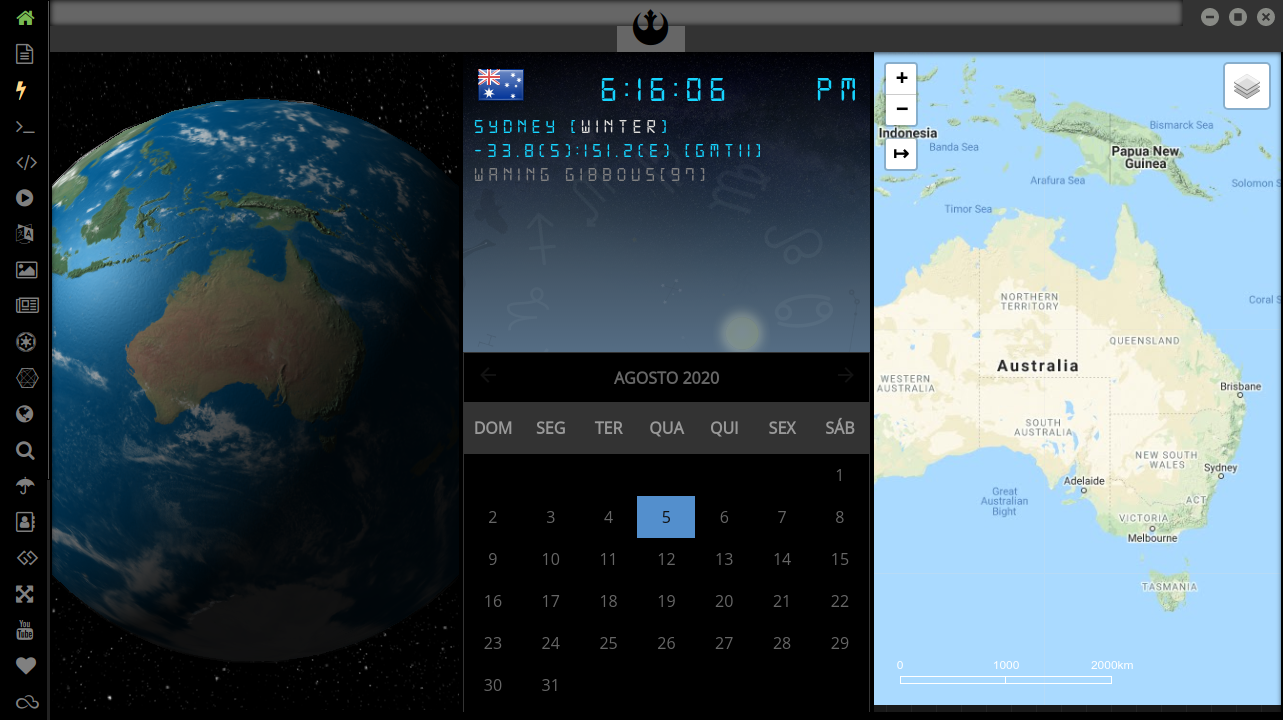 6:16:06 PM
SYDNEY (WINTER)
-33.8(S):151.2(E) (GMT11)
WANING GIBBOUS(97)
AGOSTO 2020
DOM SEG TER QUA QUI SEX SÁB
1
2 3 4 5 6 7 8
9 10 11 12 13 14 15
16 17 18 19 20 21 22
23 24 25 26 27 28 29
30 31
You
Tube
+
−
Indonesia
Banda Sea
Bismarck Sea
Papua New
Guinea
Arafura Sea
Solomon S
Timor Sea
NORTHERN
TERRITORY
Coral S
QUEENSLAND
Australia
WESTERN
AUSTRALIA
Brisbane
SOUTH
AUSTRALIA
NEW SOUTH
WALES
Sydney
Adelaide
Great
Australian
Bight
ACT
VICTORIA
Melbourne
TASMANIA
0 1000 2000km